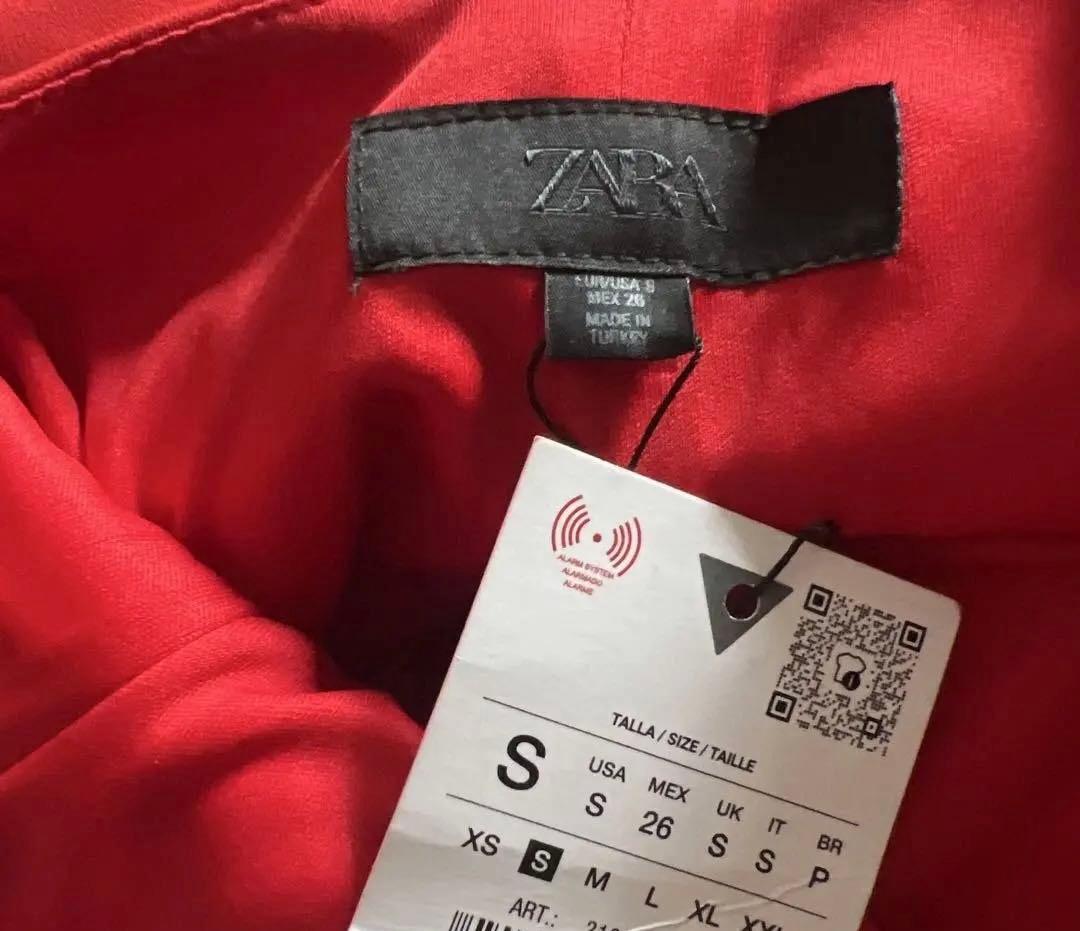 ZARA
EUR/USA S
MEX 26
MADE IN
TURKEY
ALARM SYSTEM
ALARMADO
ALARME
TALLA / SIZE / TAILLE
S
USA MEX UK IT BR
S 26 S S P
XS S M L XL
ART.: